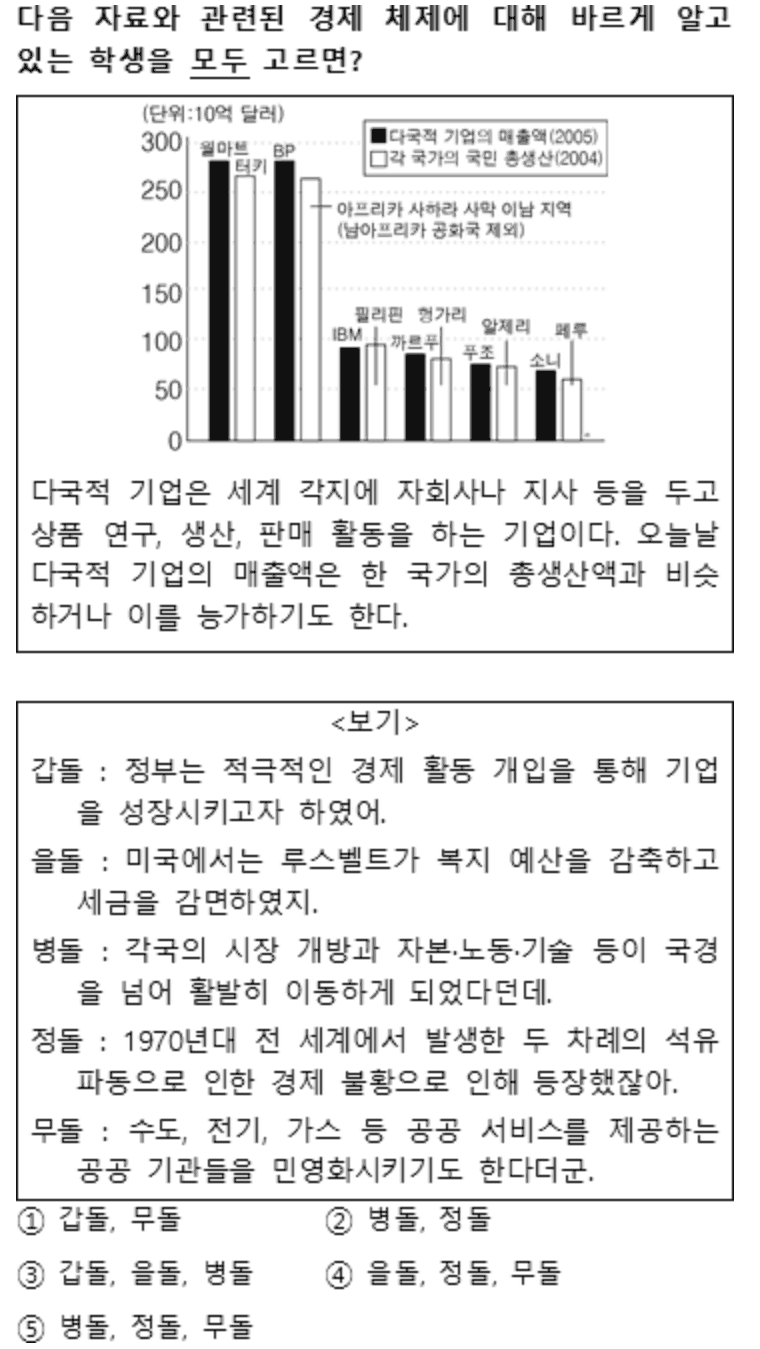 다음 자료와 관련된 경제 체제에 대해 바르게 알고
있는 학생을 모두 고르면?
(단위:10억 달러)
300
250
200
150
100
50
0
월마트
터키
BP
■다국적 기업의 매출액(2005)
□각 국가의 국민 총생산(2004)
아프리카 사하라 사막 이남 지역
(남아프리카 공화국 제외)
IBM
필리핀
까르푸
헝가리
푸조
알제리
소니
페루
다국적 기업은 세계 각지에 자회사나 지사 등을 두고
상품 연구, 생산, 판매 활동을 하는 기업이다. 오늘날
다국적 기업의 매출액은 한 국가의 총생산액과 비슷
하거나 이를 능가하기도 한다.
<보기>
갑돌 : 정부는 적극적인 경제 활동 개입을 통해 기업
을 성장시키고자 하였어.
을돌 : 미국에서는 루스벨트가 복지 예산을 감축하고
세금을 감면하였지.
병돌 : 각국의 시장 개방과 자본·노동·기술 등이 국경
을 넘어 활발히 이동하게 되었다던데.
정돌 : 1970년대 전 세계에서 발생한 두 차례의 석유
파동으로 인한 경제 불황으로 인해 등장했잖아.
무돌 : 수도, 전기, 가스 등 공공 서비스를 제공하는
공공 기관들을 민영화시키기도 한다더군.
① 갑돌, 무돌 ② 병돌, 정돌
③ 갑돌, 을돌, 병돌 ④ 을돌, 정돌, 무돌
⑤ 병돌, 정돌, 무돌